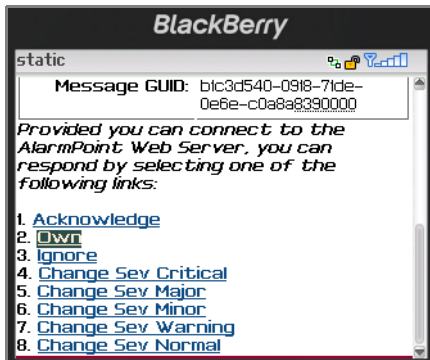 BlackBerry
static
Message GUID: b1c3d540-0918-71de-
0e6e-c0a8a8390000
Provided you can connect to the
AlarmPoint Web Server, you can
respond by selecting one of the
following links:
1. Acknowledge
2. Own
3. Ignore
4. Change Sev Critical
5. Change Sev Major
6. Change Sev Minor
7. Change Sev Warning
8. Change Sev Normal